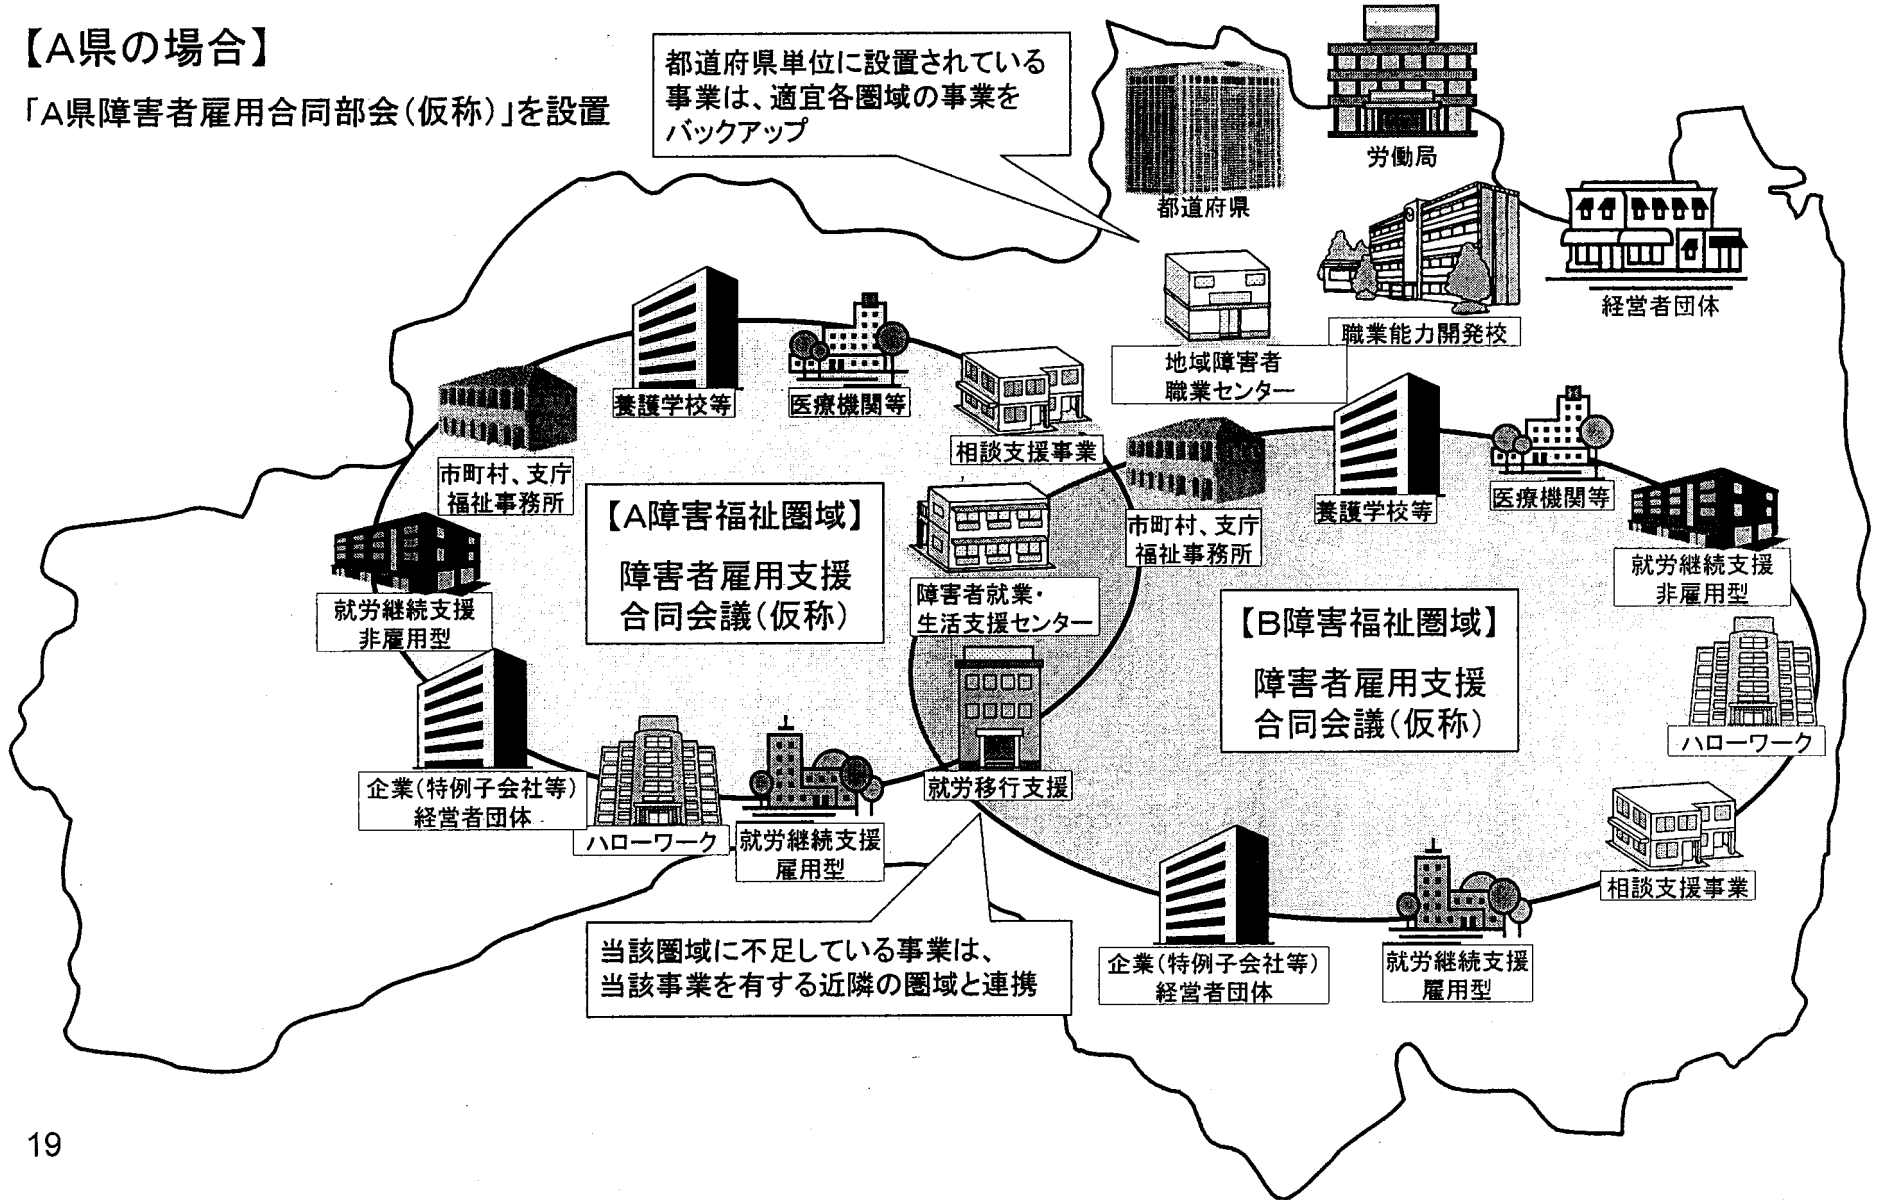 【A県の場合】
「A県障害者雇用合同部会(仮称)」を設置
都道府県単位に設置されている
事業は、適宜各圏域の事業を
バックアップ
労働局
都道府県
経営者団体
職業能力開発校
地域障害者
職業センター
養護学校等
医療機関等
相談支援事業
市町村、支庁
福祉事務所
【A障害福祉圏域】
障害者雇用支援
合同会議(仮称)
就労継続支援
非雇用型
障害者就業・
生活支援センター
企業(特例子会社等)
経営者団体
ハローワーク
就労継続支援
雇用型
就労移行支援
市町村、支庁
福祉事務所
養護学校等
医療機関等
就労継続支援
非雇用型
【B障害福祉圏域】
障害者雇用支援
合同会議(仮称)
ハローワーク
相談支援事業
企業(特例子会社等)
経営者団体
就労継続支援
雇用型
当該圏域に不足している事業は、
当該事業を有する近隣の圏域と連携
19